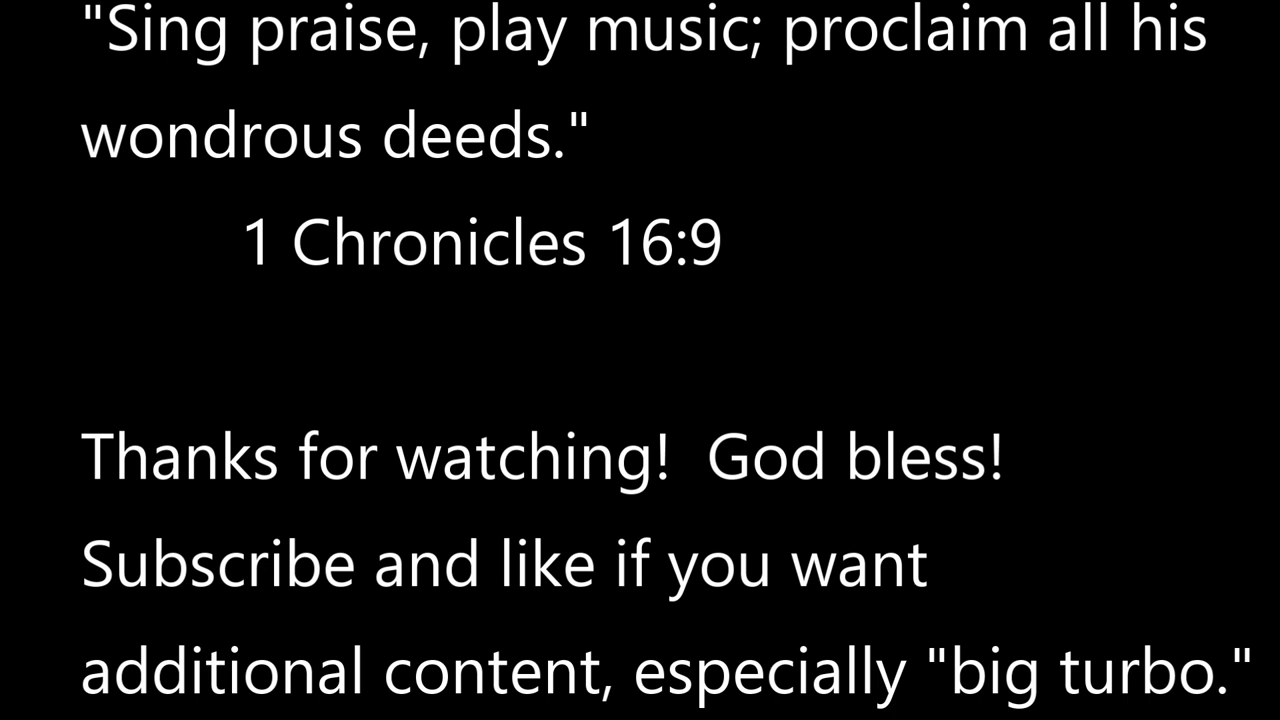 "Sing praise, play music; proclaim all his
wondrous deeds."
1 Chronicles 16:9
Thanks for watching!  God bless!
Subscribe and like if you want
additional content, especially "big turbo."